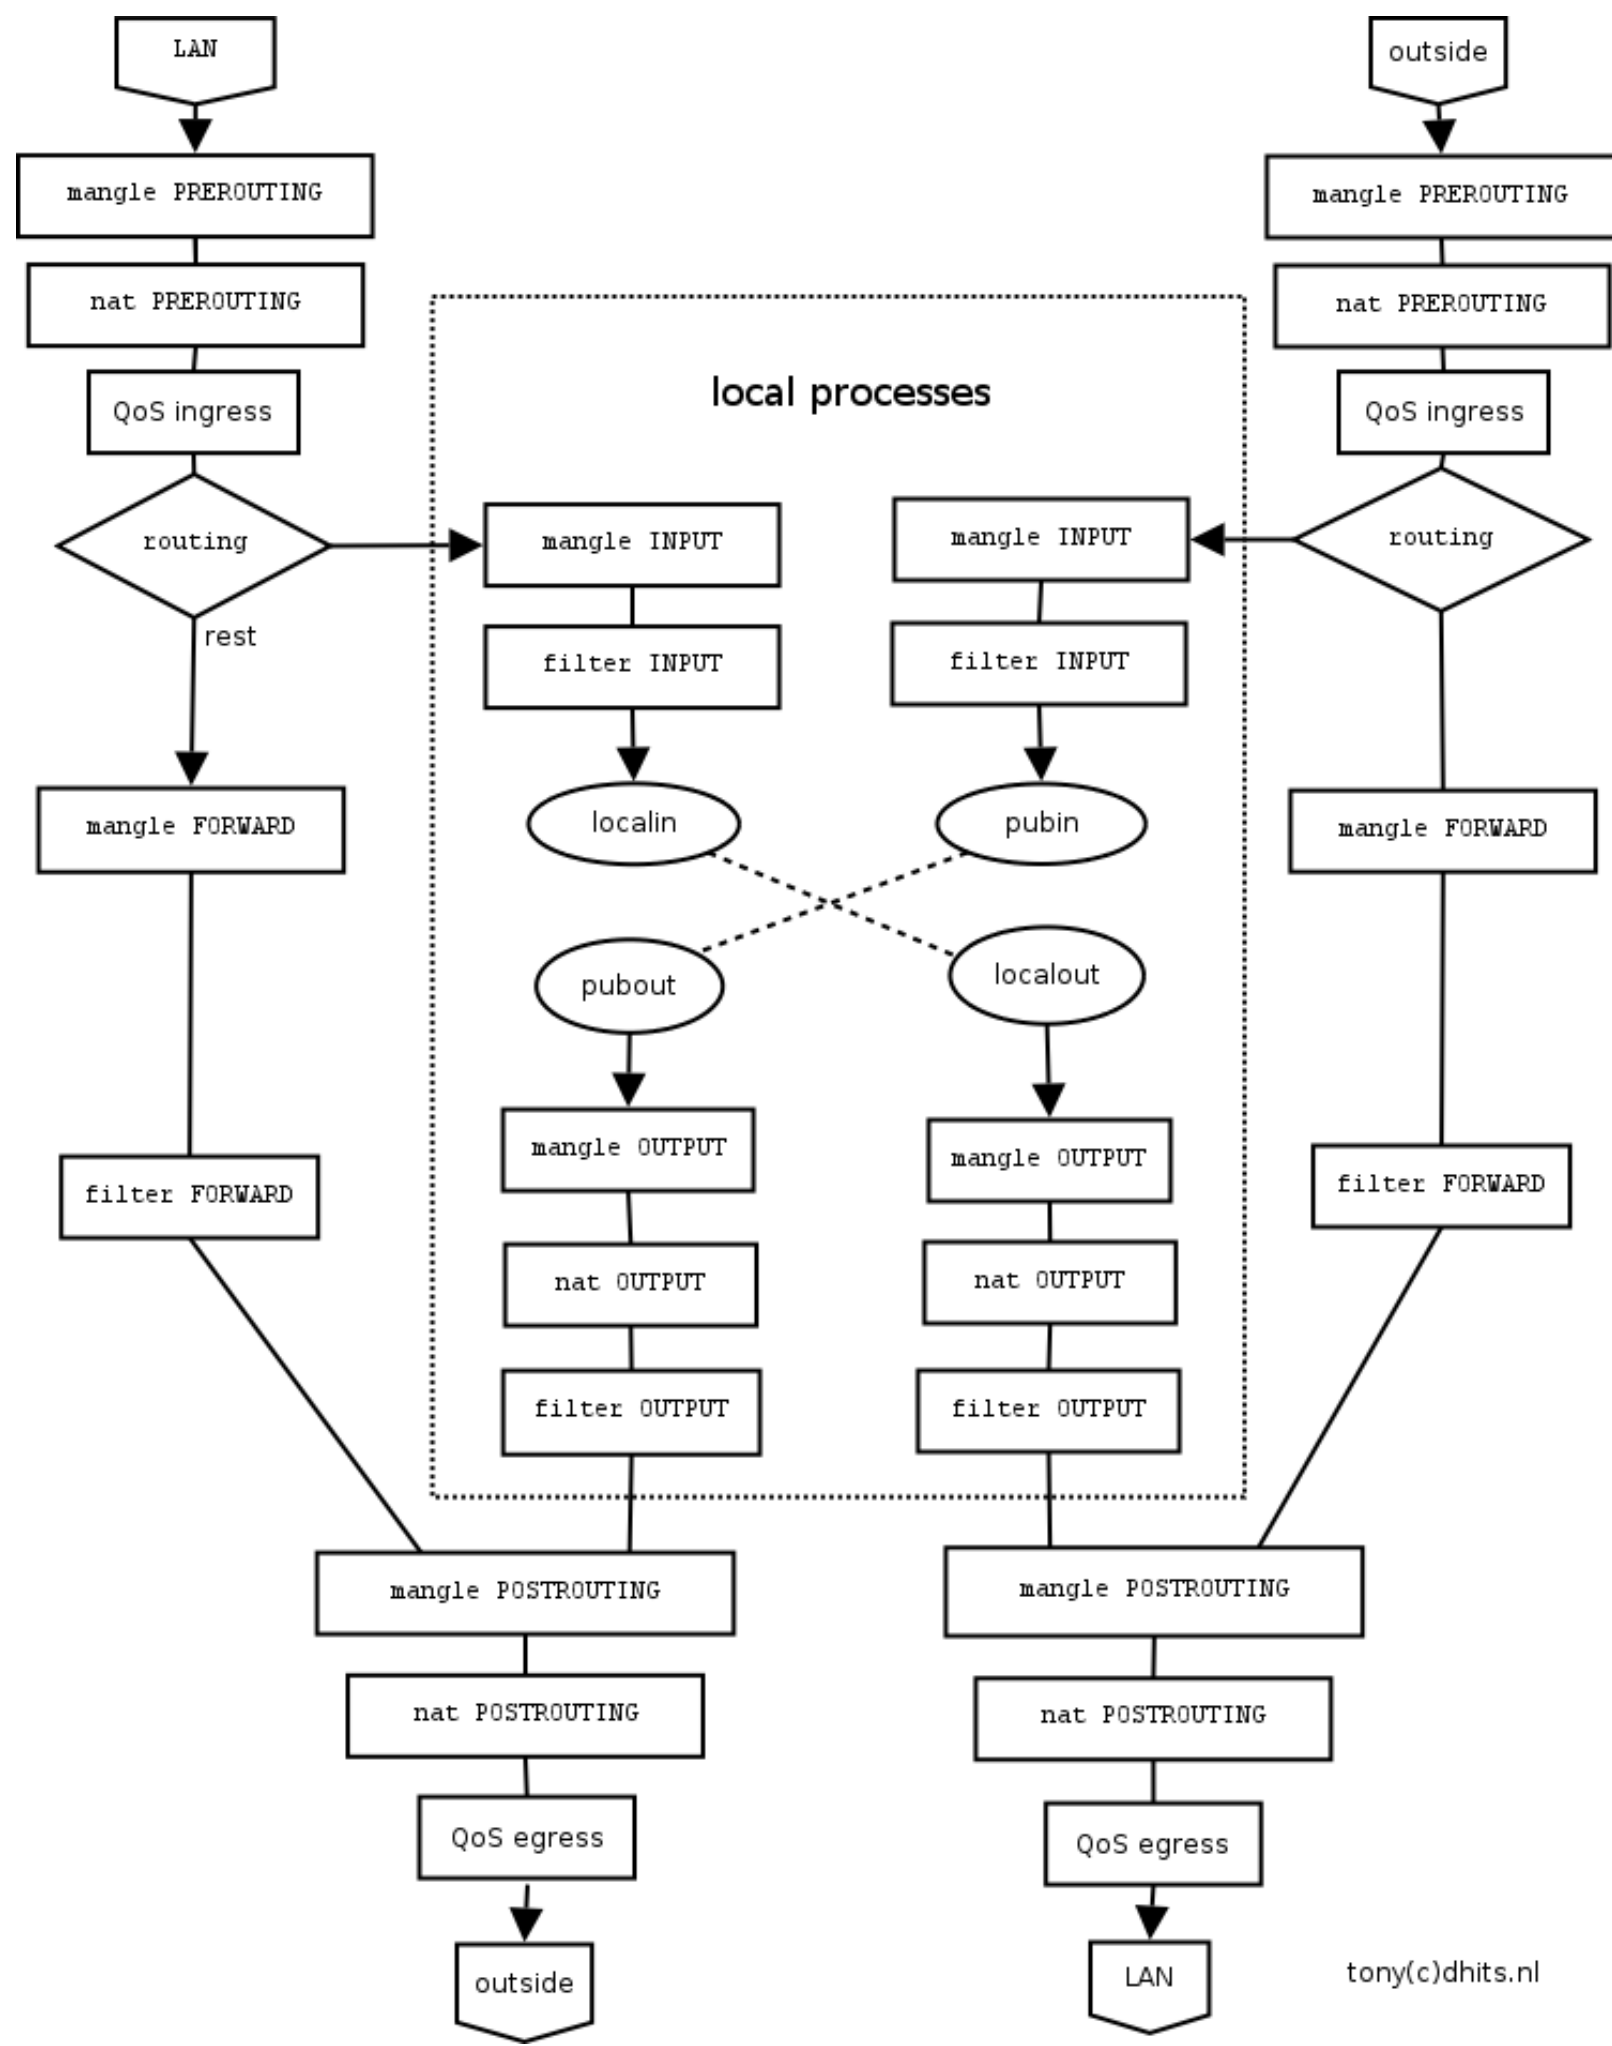 LAN
outside
mangle PREROUTING
mangle PREROUTING
nat PREROUTING
nat PREROUTING
local processes
QoS ingress
QoS ingress
routing
mangle INPUT
mangle INPUT
routing
rest
filter INPUT
filter INPUT
mangle FORWARD
localin
pubin
mangle FORWARD
pubout
localout
mangle OUTPUT
mangle OUTPUT
filter FORWARD
filter FORWARD
nat OUTPUT
nat OUTPUT
filter OUTPUT
filter OUTPUT
mangle POSTROUTING
mangle POSTROUTING
nat POSTROUTING
nat POSTROUTING
QoS egress
QoS egress
outside
LAN
tony(c)dhits.nl